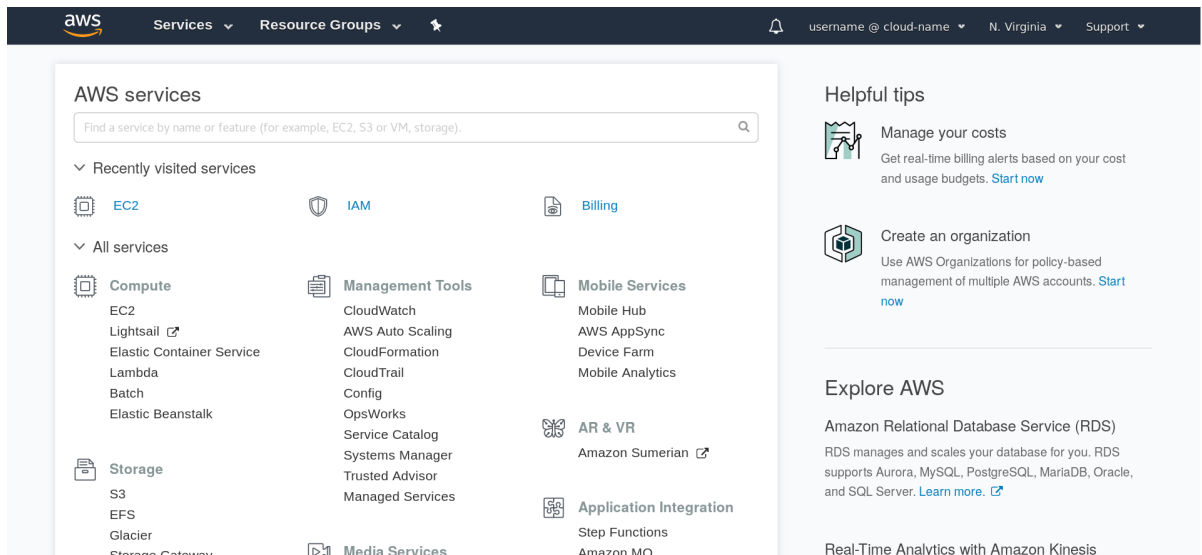 aws Services Resource Groups username @ cloud-name N. Virginia Support
AWS services
Find a service by name or feature (for example, EC2, S3 or VM, storage).
Recently visited services
EC2 IAM Billing
All services
Compute
EC2
Lightsail
Elastic Container Service
Lambda
Batch
Elastic Beanstalk
Storage
S3
EFS
Glacier
Storage Gateway
Management Tools
CloudWatch
AWS Auto Scaling
CloudFormation
CloudTrail
Config
OpsWorks
Service Catalog
Systems Manager
Trusted Advisor
Managed Services
Media Services
Mobile Services
Mobile Hub
AWS AppSync
Device Farm
Mobile Analytics
AR & VR
Amazon Sumerian
Application Integration
Step Functions
Amazon MQ
Helpful tips
Manage your costs
Get real-time billing alerts based on your cost
and usage budgets. Start now
Create an organization
Use AWS Organizations for policy-based
management of multiple AWS accounts. Start
now
Explore AWS
Amazon Relational Database Service (RDS)
RDS manages and scales your database for you. RDS
supports Aurora, MySQL, PostgreSQL, MariaDB, Oracle,
and SQL Server. Learn more.
Real-Time Analytics with Amazon Kinesis